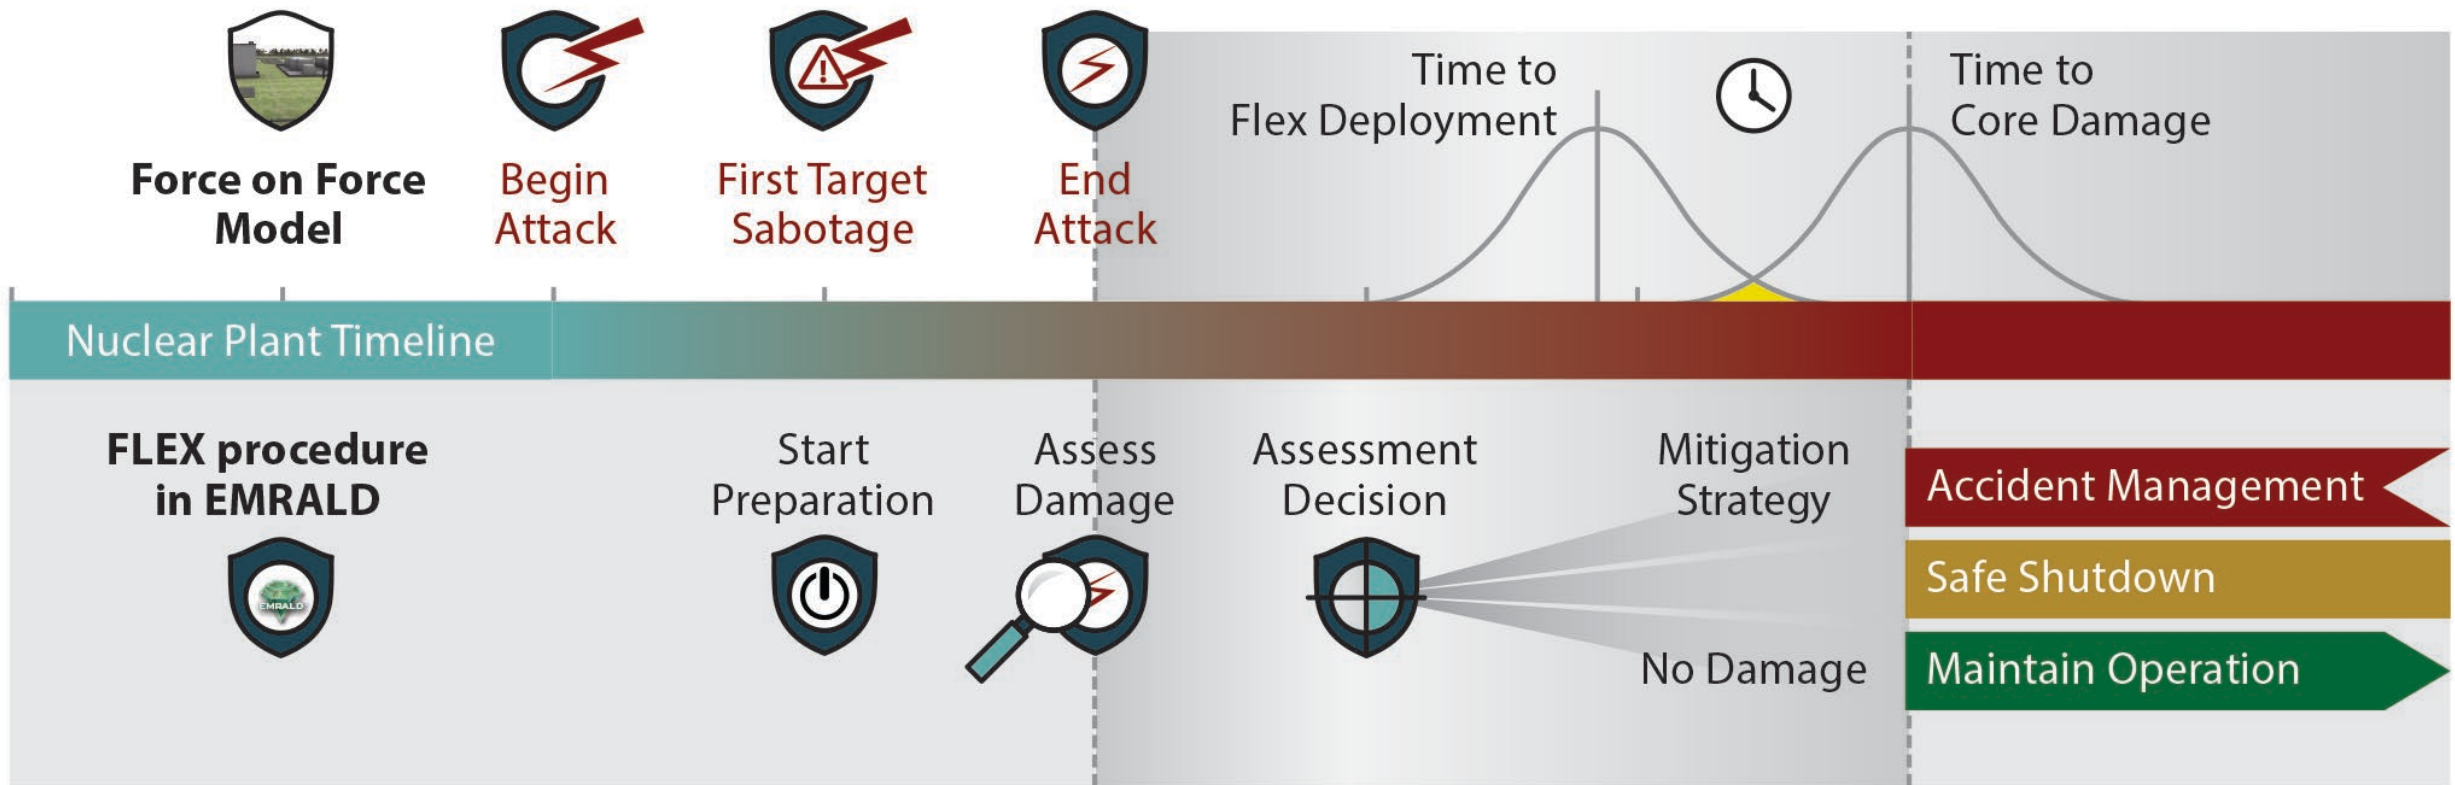 Force on Force
Model
Begin
Attack
First Target
Sabotage
End
Attack
Time to
Flex Deployment
Time to
Core Damage
Nuclear Plant Timeline
FLEX procedure
in EMRALD
EMRALD
Start
Preparation
Assess
Damage
Assessment
Decision
Mitigation
Strategy
No Damage
Accident Management
Safe Shutdown
Maintain Operation